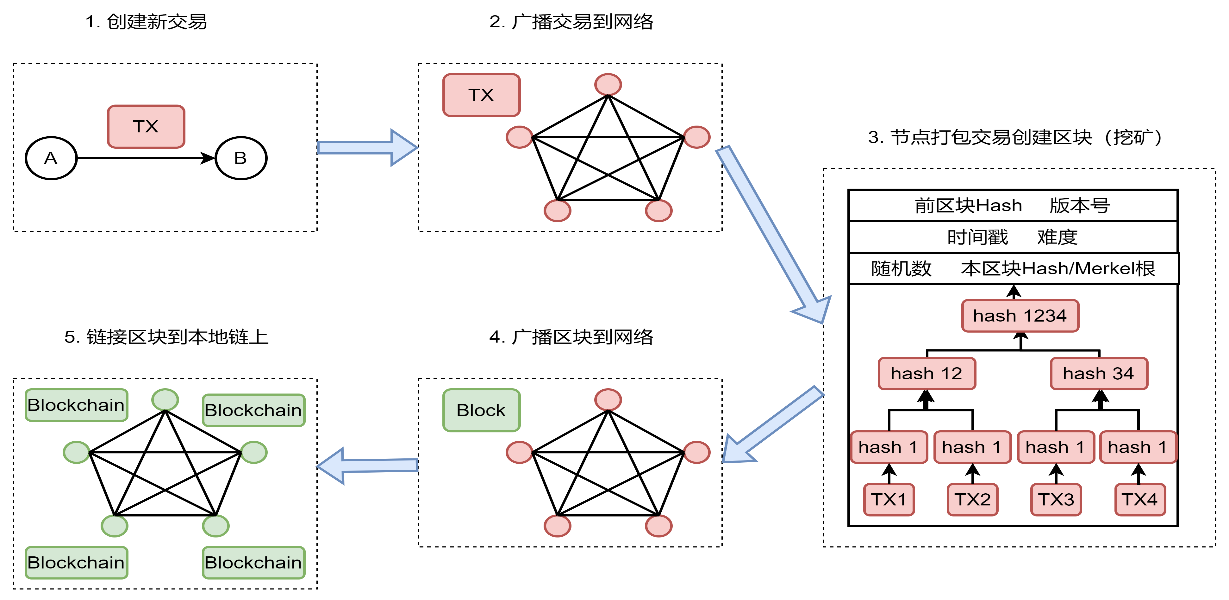 1. 创建新交易
TX
A
B
2. 广播交易到网络
TX
3. 节点打包交易创建区块（挖矿）
前区块Hash 版本号
时间戳 难度
随机数 本区块Hash/Merkel根
hash 1234
hash 12 hash 34
hash 1 hash 1 hash 1 hash 1
TX1 TX2 TX3 TX4
4. 广播区块到网络
Block
5. 链接区块到本地链上
Blockchain
Blockchain
Blockchain
Blockchain